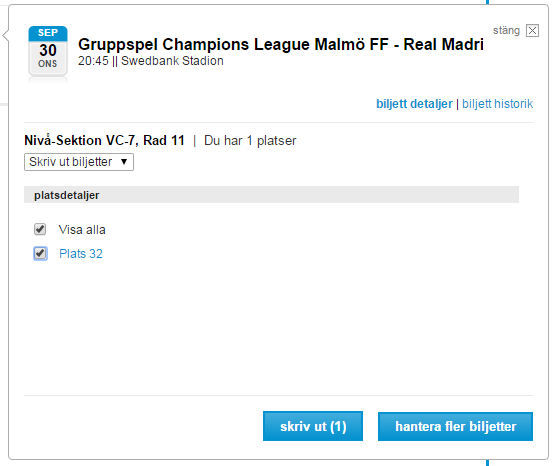 stäng
SEP
30
ONS
Gruppspel Champions League Malmö FF - Real Madri
20:45 || Swedbank Stadion
biljett detaljer | biljett historik
Nivå-Sektion VC-7, Rad 11 | Du har 1 platser
Skriv ut biljetter
platsdetaljer
Visa alla
Plats 32
skriv ut (1)
hantera fler biljetter